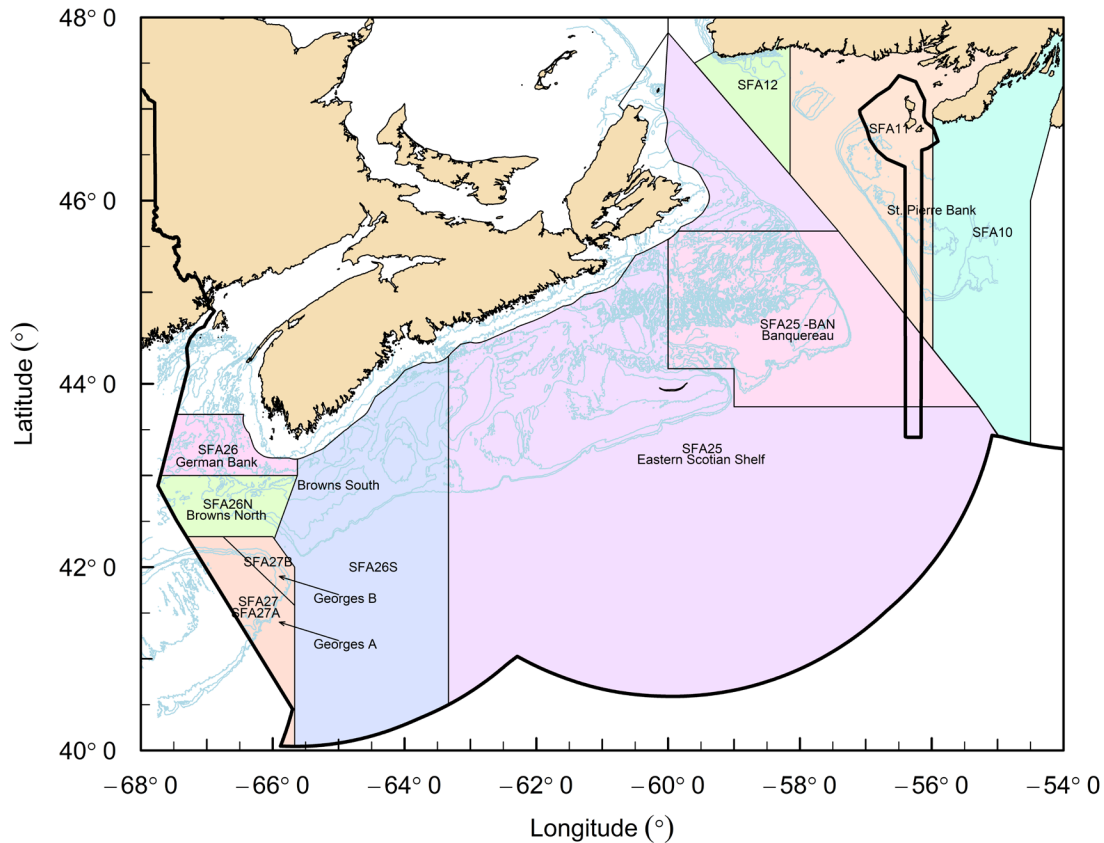 48° 0
46° 0
44° 0
42° 0
40° 0
Latitude (°)
SFA12
SFA11
St. Pierre Bank
SFA10
SFA25 -BAN
Banquereau
SFA26
German Bank
SFA25
Eastern Scotian Shelf
Browns South
SFA26N
Browns North
SFA27B
SFA26S
Georges B
SFA27
SFA27A
Georges A
−68° 0
−66° 0
−64° 0
−62° 0
−60° 0
−58° 0
−56° 0
−54° 0
Longitude (°)